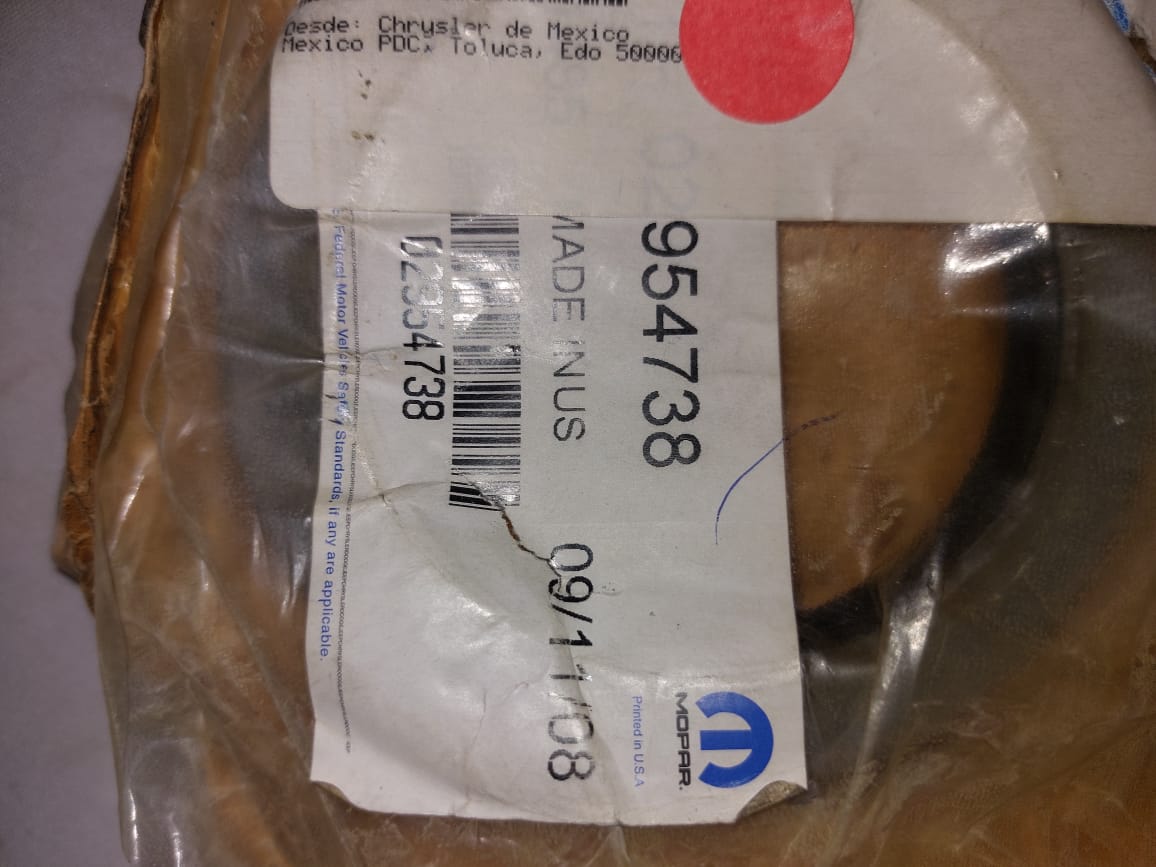 Desde: Chrysler de Mexico
Mexico PDC, Toluca, Edo 50000
954738
MADE IN US
09/11/08
02954738
Federal Motor Vehicle Safety Standards, if any are applicable.
MOPAR.
Printed in U.S.A